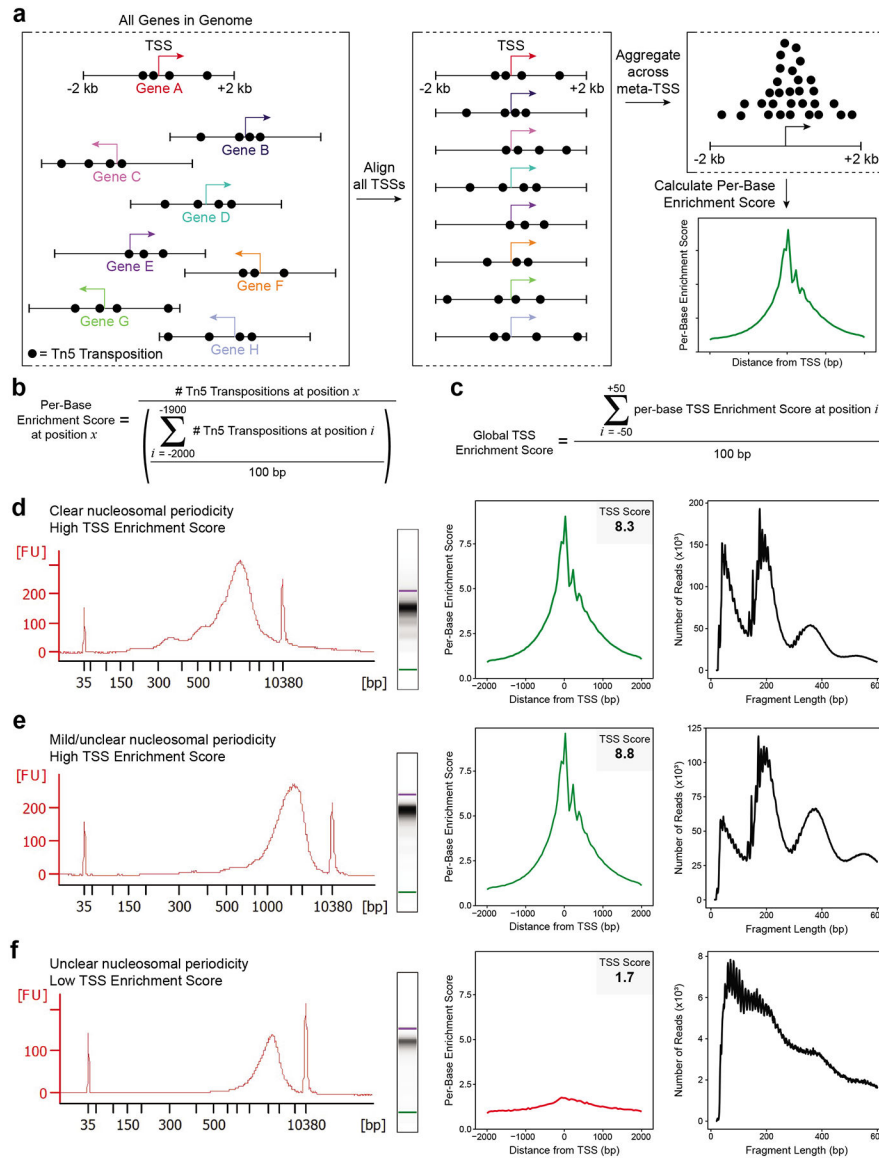 a
All Genes in Genome
TSS
-2 kb
+2 kb
Gene A
Gene B
Gene C
Gene D
Gene E
Gene F
Gene G
Gene H
= Tn5 Transposition
Align
all TSSs
TSS
-2 kb
+2 kb
Aggregate
across
meta-TSS
-2 kb
+2 kb
Calculate Per-Base
Enrichment Score
Per-Base Enrichment Score
Distance from TSS (bp)
b
Per-Base
Enrichment Score
at position x
=
# Tn5 Transpositions at position x
-1900
∑ # Tn5 Transpositions at position i
i = -2000
100 bp
c
Global TSS
Enrichment Score
=
+50
∑ per-base TSS Enrichment Score at position i
i = -50
100 bp
d
Clear nucleosomal periodicity
High TSS Enrichment Score
[FU]
200
100
0
35 150 300 500 10380 [bp]
Per-Base Enrichment Score
7.5
5.0
2.5
0.0
TSS Score
8.3
-2000 -1000 0 1000 2000
Distance from TSS (bp)
Number of Reads (x10³)
200
150
100
50
0
0 200 400 60
Fragment Length (bp)
e
Mild/unclear nucleosomal periodicity
High TSS Enrichment Score
[FU]
200
100
0
35 150 300 500 1000 10380 [bp]
Per-Base Enrichment Score
7.5
5.0
2.5
0.0
TSS Score
8.8
−2000 −1000 0 1000 2000
Distance from TSS (bp)
Number of Reads (x10³)
125
100
75
50
25
0
0 200 400 60
Fragment Length (bp)
f
Unclear nucleosomal periodicity
Low TSS Enrichment Score
[FU]
100
0
35 150 300 500 10380 [bp]
Per-Base Enrichment Score
7.5
5.0
2.5
0.0
TSS Score
1.7
-2000 -1000 0 1000 2000
Distance from TSS (bp)
Number of Reads (x10³)
8
6
4
2
0
0 200 400 60
Fragment Length (bp)